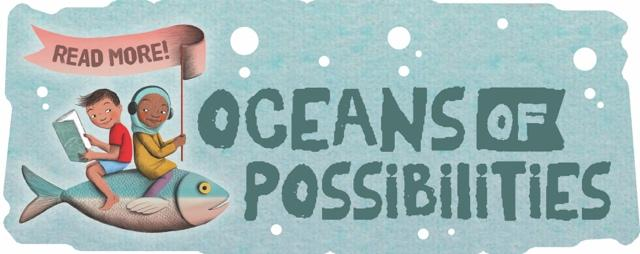 READ MORE!
OCEANS OF
POSSIBILITIES